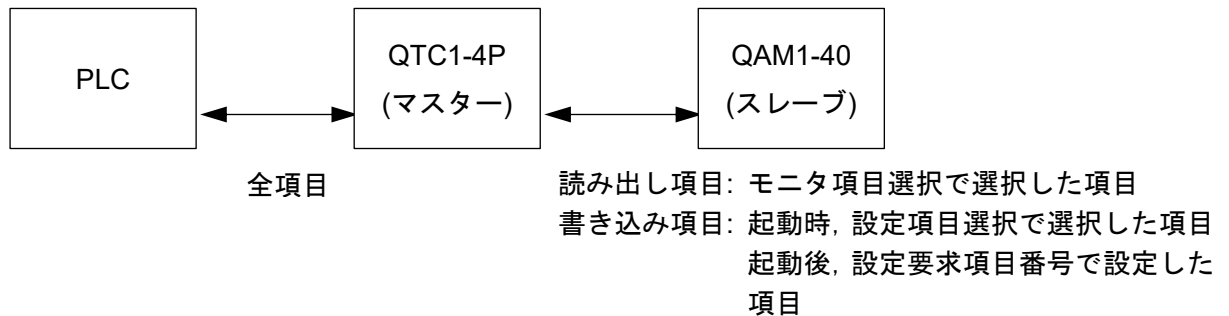 PLC
QTC1-4P
(マスター)
QAM1-40
(スレーブ)
全項目
読み出し項目: モニタ項目選択で選択した項目
書き込み項目: 起動時, 設定項目選択で選択した項目
起動後, 設定要求項目番号で設定した
項目